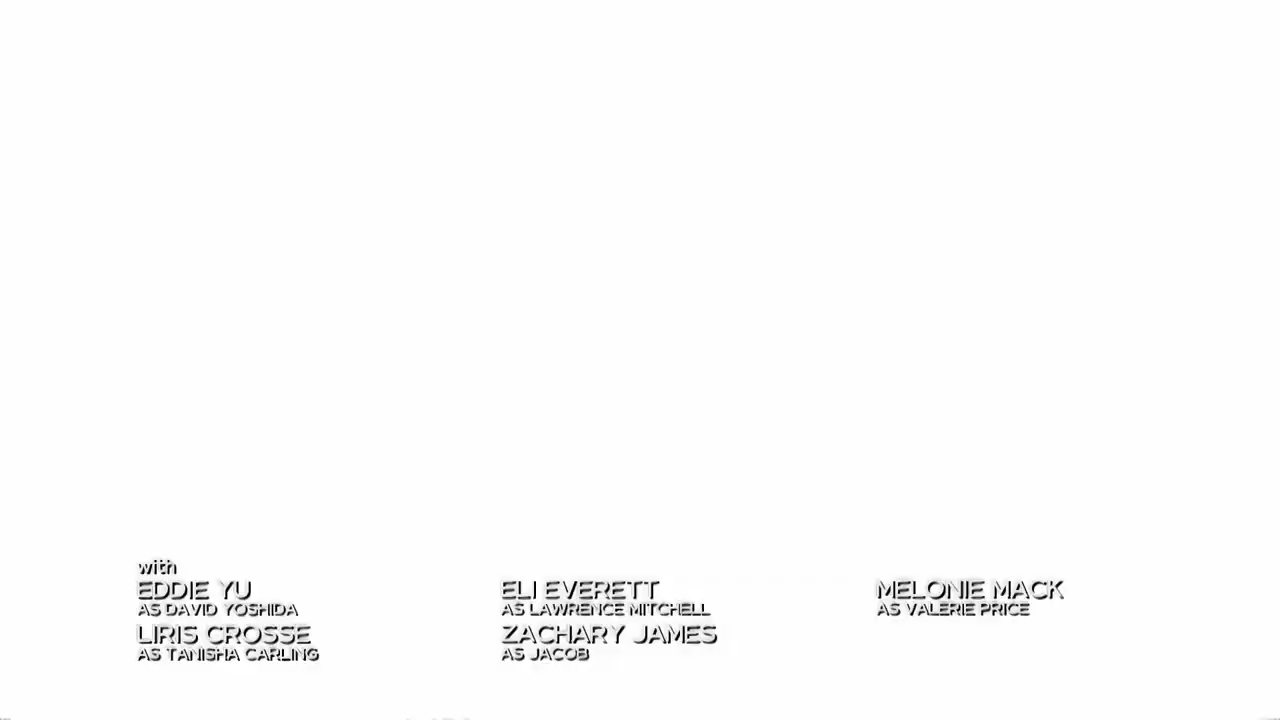 with
EDDIE YU
AS DAVID YOSHIDA
ELI EVERETT
AS LAWRENCE MITCHELL
MELONIE MACK
AS VALERIE PRICE
LIRIS CROSSE
AS TANISHA CARLING
ZACHARY JAMES
AS JACOB